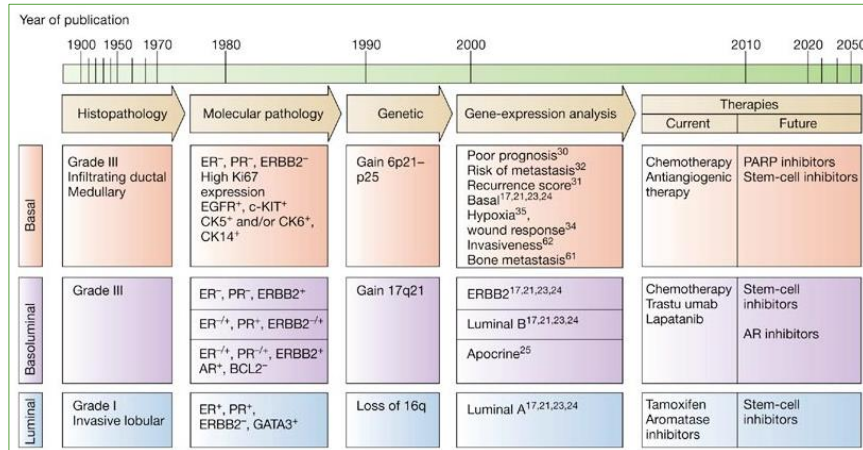 Year of publication
1900 1950 1970 1980 1990 2000 2010 2020 2050
Histopathology
Molecular pathology
Genetic
Gene-expression analysis
Therapies
Current
Future
Basal
Grade III
Infiltrating ductal
Medullary
ER⁻, PR⁻, ERBB2⁻
High Ki67
expression
EGFR⁺, c-KIT⁺
CK5⁺ and/or CK6⁺,
CK14⁺
Gain 6p21–
p25
Poor prognosis³⁰
Risk of metastasis³²
Recurrence score³¹
Basal¹⁷,²¹,²³,²⁴
Hypoxia³⁵,
wound response³⁴
Invasiveness⁶²
Bone metastasis⁶¹
Chemotherapy
Antiangiogenic
therapy
PARP inhibitors
Stem-cell inhibitors
Basoluminal
Grade III
ER⁻, PR⁻, ERBB2⁺
ER⁻/⁺, PR⁺, ERBB2⁻/⁺
ER⁻/⁺, PR⁻/⁺, ERBB2⁺
AR⁺, BCL2⁻
Gain 17q21
ERBB2¹⁷,²¹,²³,²⁴
Luminal B¹⁷,²¹,²³,²⁴
Apocrine²⁵
Chemotherapy
Trastu umab
Lapatanib
Stem-cell
inhibitors
AR inhibitors
Luminal
Grade I
Invasive lobular
ER⁺, PR⁺,
ERBB2⁻, GATA3⁺
Loss of 16q
Luminal A¹⁷,²¹,²³,²⁴
Tamoxifen
Aromatase
inhibitors
Stem-cell
inhibitors